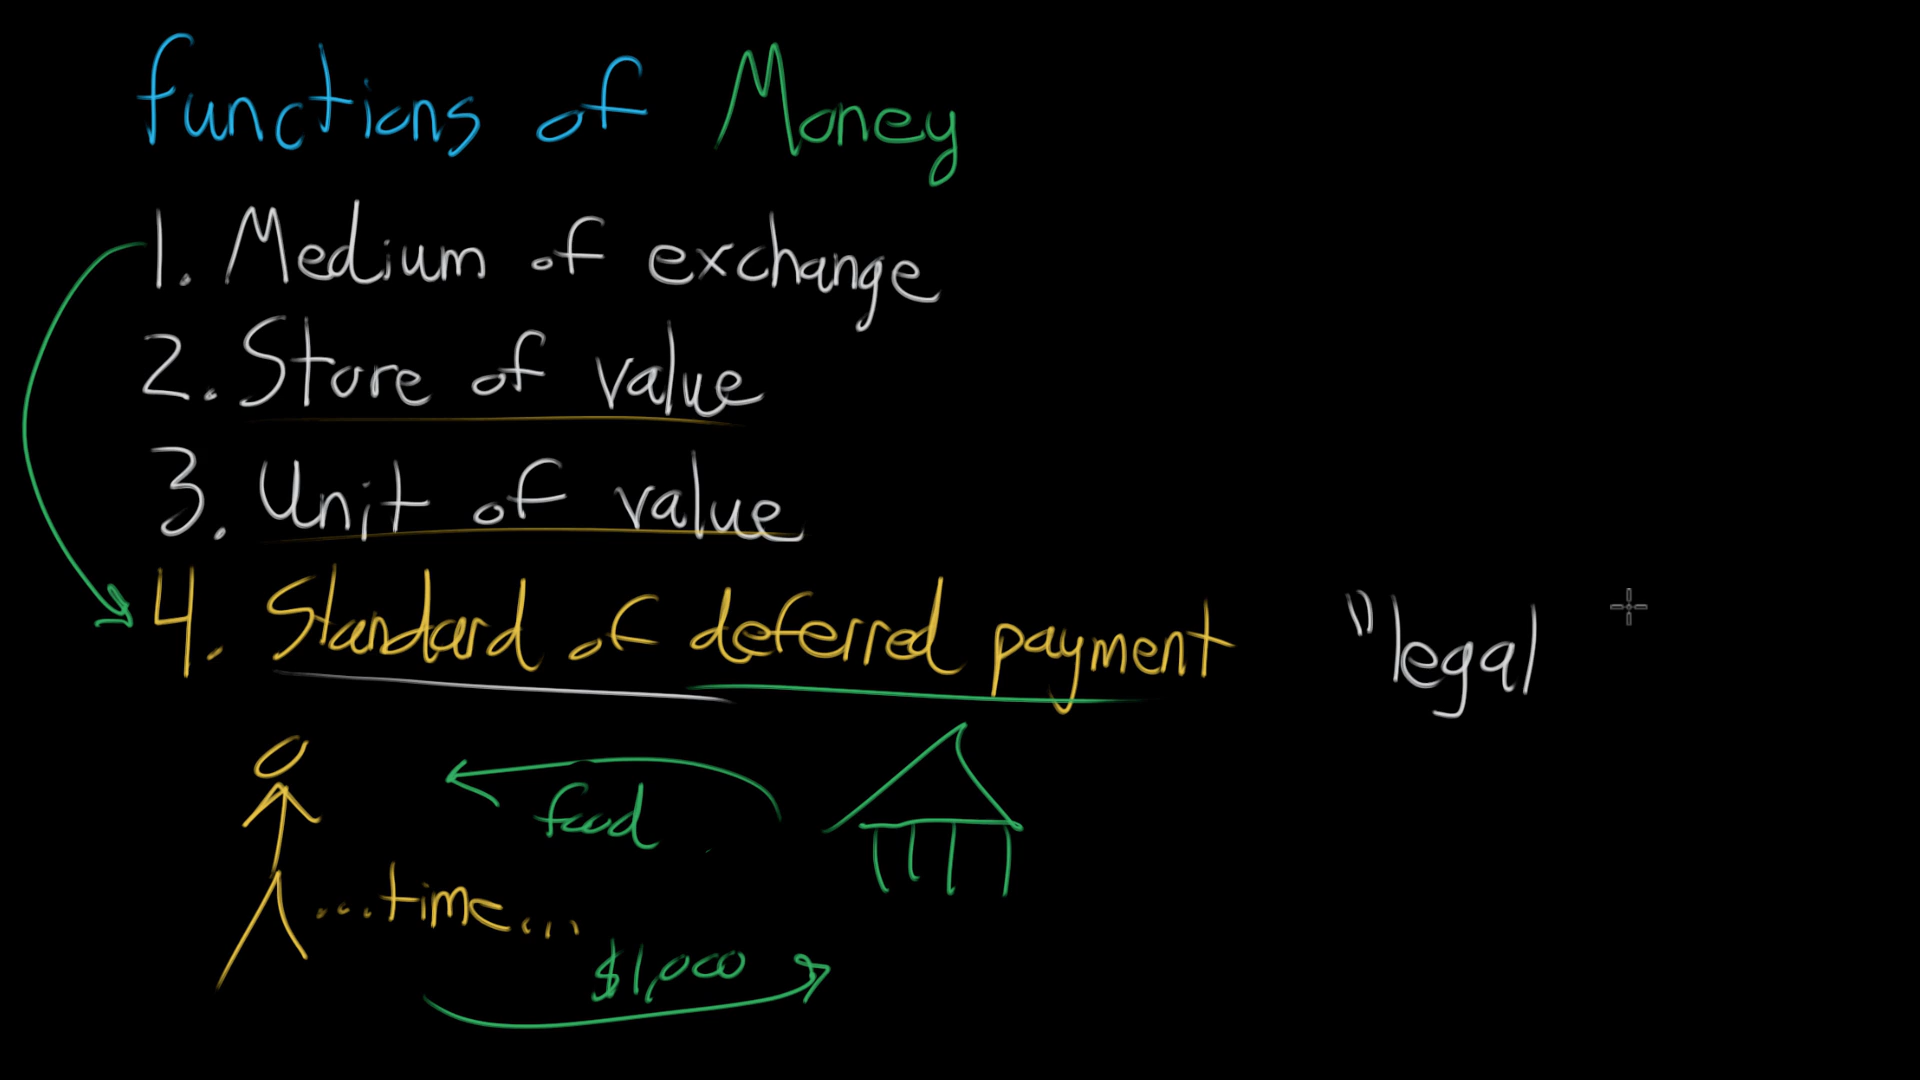 functions of Money
1. Medium of exchange
2. Store of value
3. Unit of value
4. Standard of deferred payment "legal
food
...time...
$1,000